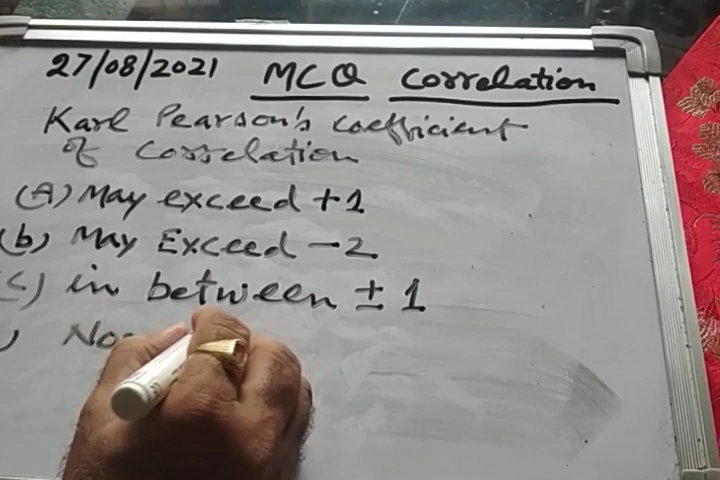 27/08/2021 MCQ Correlation
Karl Pearson's coefficient
of Correlation
(A) May exceed +1
(b) May Exceed -2
C) in between ± 1
)